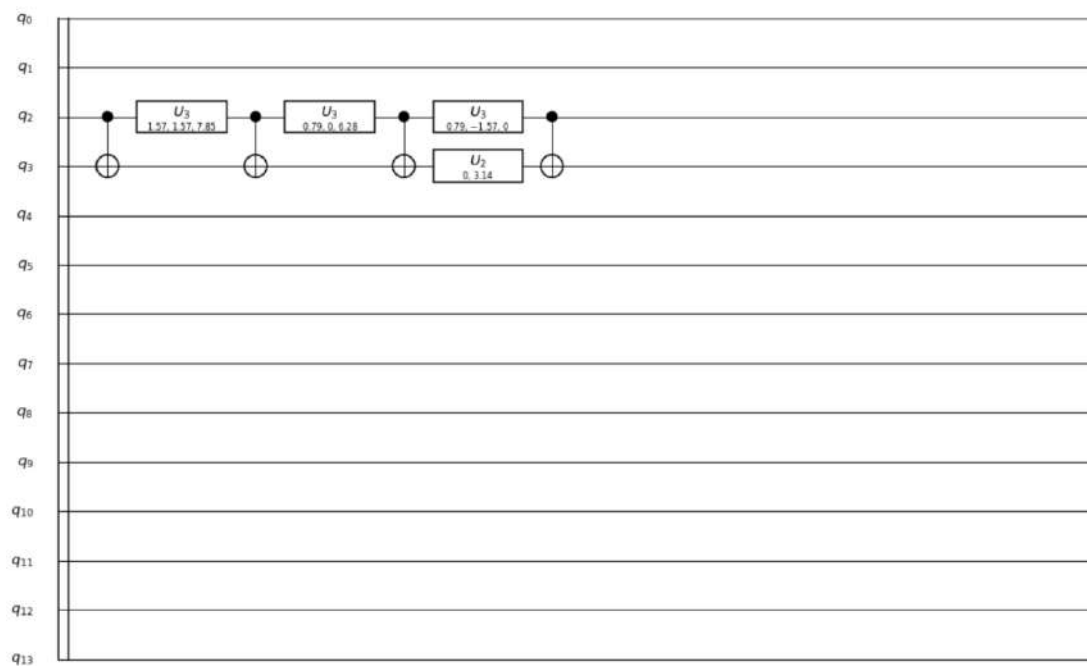 q0
q1
q2
U3
1.57, 1.57, 7.85
U3
0.79, 0, 6.28
U3
0.79, −1.57, 0
q3
U2
0, 3.14
q4
q5
q6
q7
q8
q9
q10
q11
q12
q13